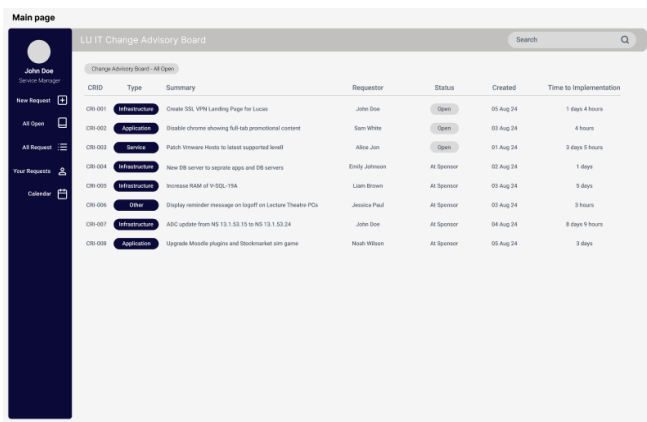 Main page
LU IT Change Advisory Board
Search
John Doe
Service Manager
New Request
All Open
All Request
Your Requests
Calendar
Change Advisory Board - All Open
CRID Type Summary Requestor Status Created Time to Implementation
CRI-001 Infrastructure Create SSL VPN Landing Page for Lucas John Doe Open 05 Aug 24 1 days 4 hours
CRI-002 Application Disable chrome showing full-tab promotional content Sam White Open 03 Aug 24 4 hours
CRI-003 Service Patch Vmware Hosts to latest supported levell Alice Jon Open 01 Aug 24 3 days 5 hours
CRI-004 Infrastructure New DB server to seprate apps and DB servers Emily Johnson At Sponsor 02 Aug 24 1 days
CRI-005 Infrastructure Increase RAM of V-SQL-19A Liam Brown At Sponsor 03 Aug 24 5 days
CRI-006 Other Display reminder message on logoff on Lecture Theatre PCs Jessica Paul At Sponsor 03 Aug 24 3 hours
CRI-007 Infrastructure ADC update from NS 13.1.53.15 to NS 13.1.53.24 John Doe At Sponsor 04 Aug 24 8 days 9 hours
CRI-008 Application Upgrade Moodle plugins and Stockmarket sim game Noah Wilson At Sponsor 05 Aug 24 3 days